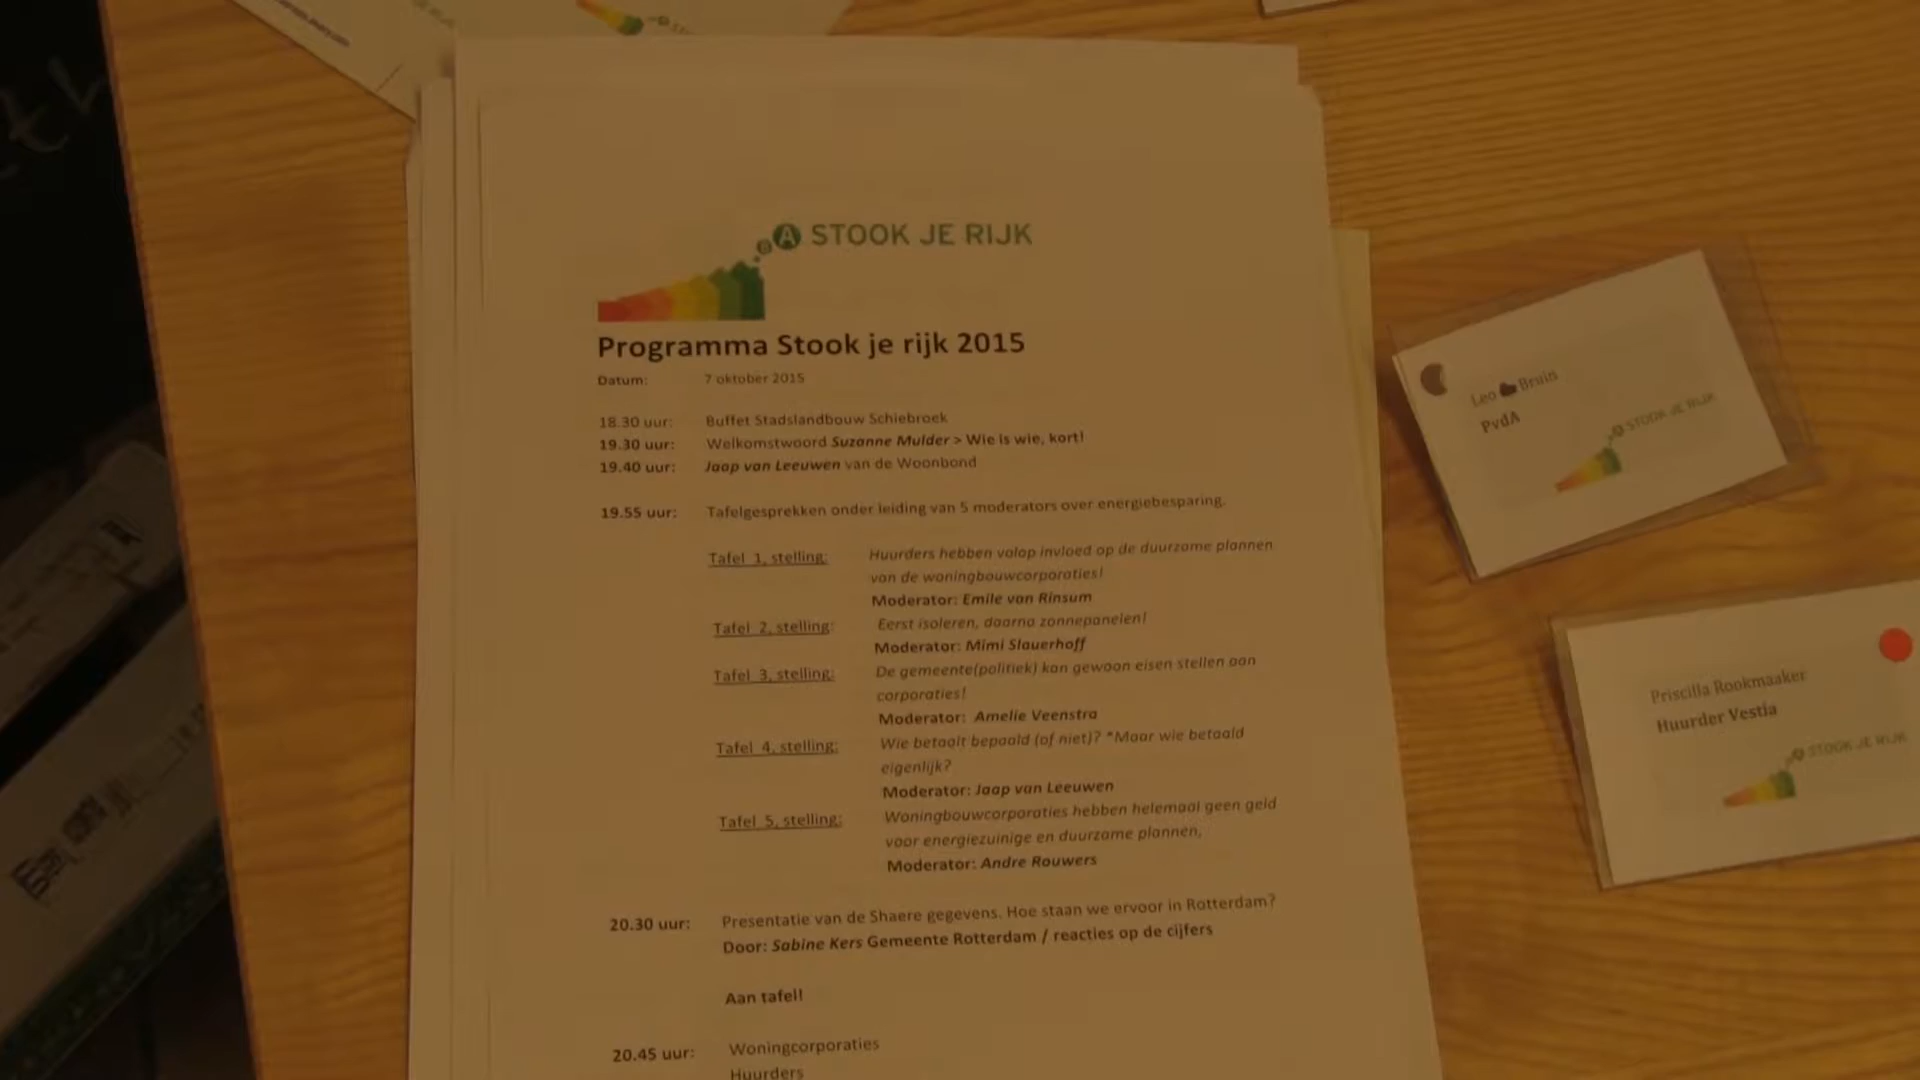 STOOK JE RIJK
Programma Stook je rijk 2015
Datum: 7 oktober 2015
18.30 uur: Buffet Stadslandbouw Schiebroek
19.30 uur: Welkomstwoord Suzanne Mulder > Wie is wie, kort!
19.40 uur: Jaap van Leeuwen van de Woonbond
19.55 uur: Tafelgesprekken onder leiding van 5 moderators over energiebesparing.
Tafel 1, stelling: Huurders hebben volop invloed op de duurzame plannen
van de woningbouwcorporaties!
Moderator: Emile van Rinsum
Tafel 2, stelling: Eerst isoleren, daarna zonnepanelen!
Moderator: Mimi Slauerhoff
Tafel 3, stelling: De gemeente(politiek) kan gewoon eisen stellen aan
corporaties!
Moderator: Amelie Veenstra
Tafel 4, stelling: Wie betaalt bepaald (of niet)? *Maar wie betaald
eigenlijk?
Moderator: Jaap van Leeuwen
Tafel 5, stelling: Woningbouwcorporaties hebben helemaal geen geld
voor energiezuinige en duurzame plannen.
Moderator: Andre Rouwers
20.30 uur: Presentatie van de Shaere gegevens. Hoe staan we ervoor in Rotterdam?
Door: Sabine Kers Gemeente Rotterdam / reacties op de cijfers
Aan tafel!
20.45 uur: Woningcorporaties
Huurders
Leo Bruin
PvdA
STOOK JE RIJK
Priscilla Rookmaaker
Huurder Vestia
STOOK JE RIJK